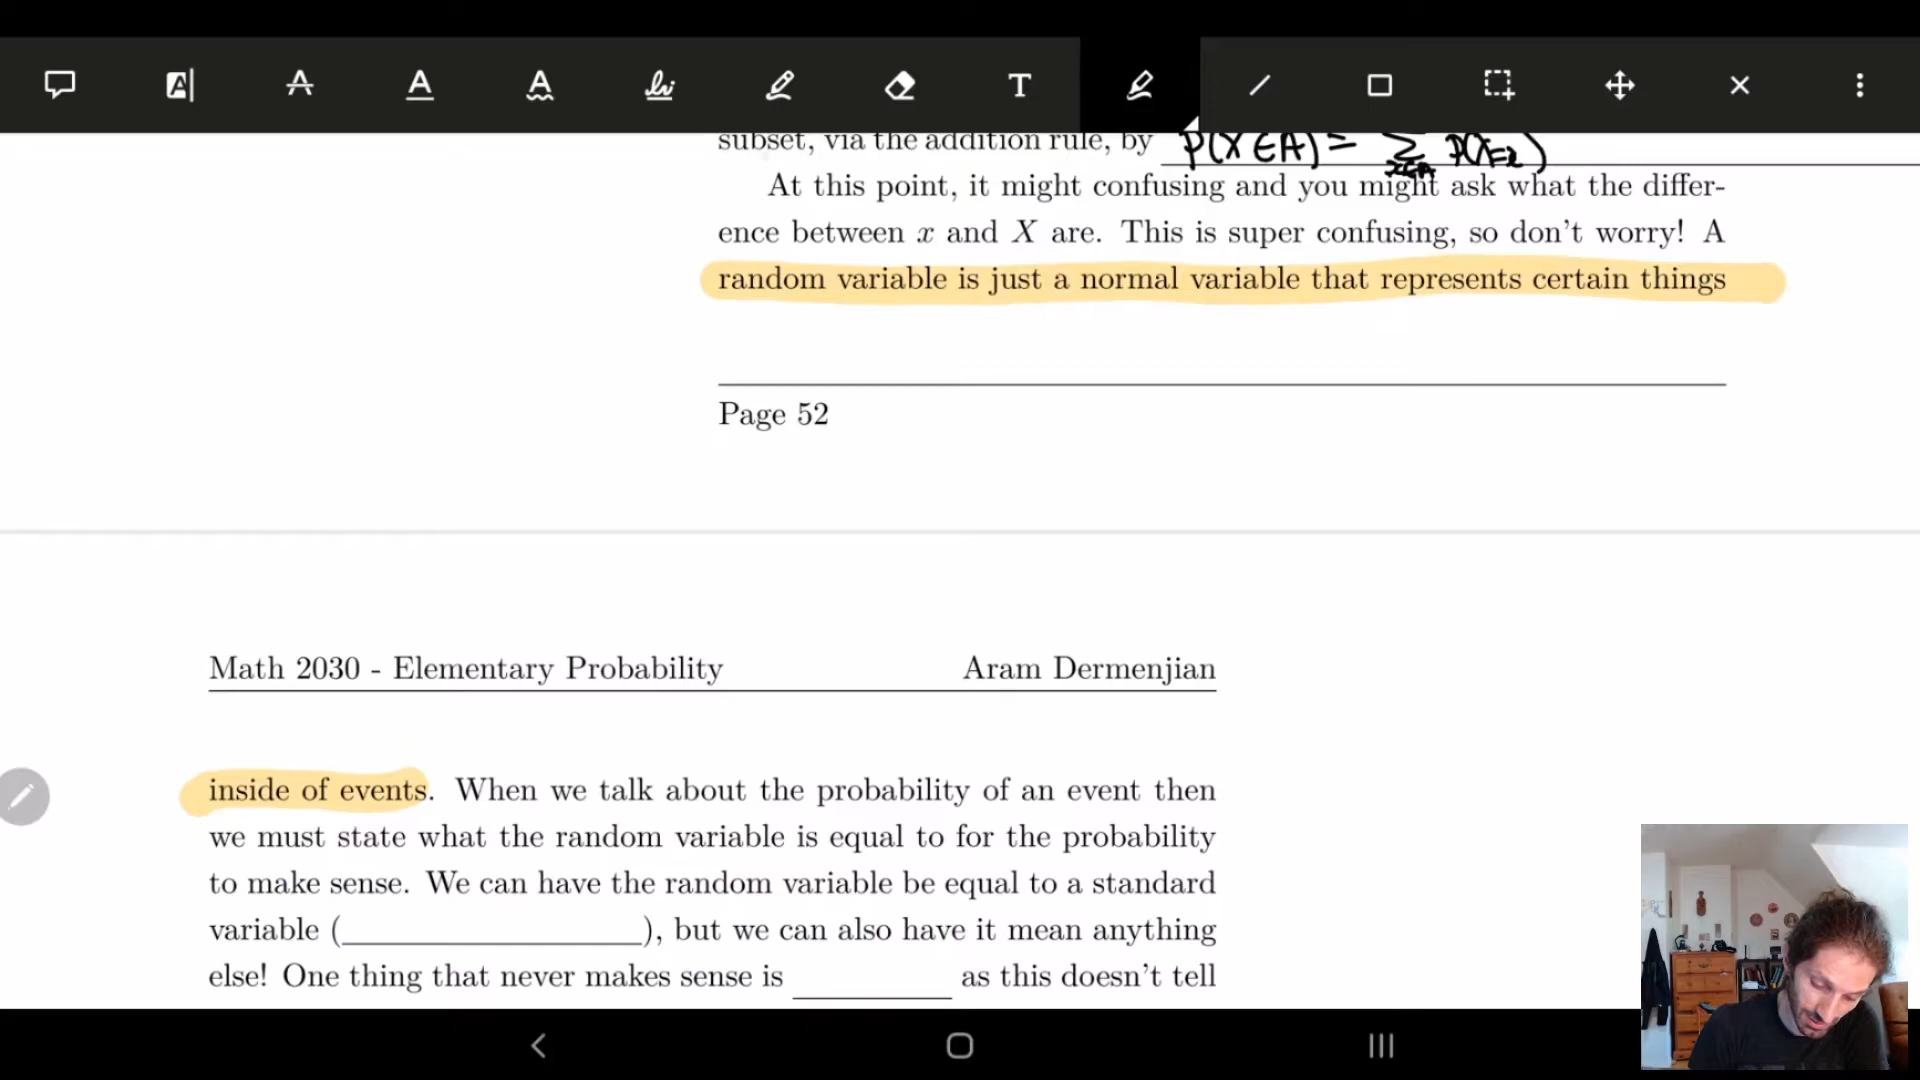 subset, via the addition rule, by P(X∈A) = ∑x∈A P(X=x)
At this point, it might confusing and you might ask what the differ-
ence between x and X are. This is super confusing, so don't worry! A
random variable is just a normal variable that represents certain things
Page 52
Math 2030 - Elementary Probability Aram Dermenjian
inside of events. When we talk about the probability of an event then
we must state what the random variable is equal to for the probability
to make sense. We can have the random variable be equal to a standard
variable (____________), but we can also have it mean anything
else! One thing that never makes sense is ________ as this doesn't tell